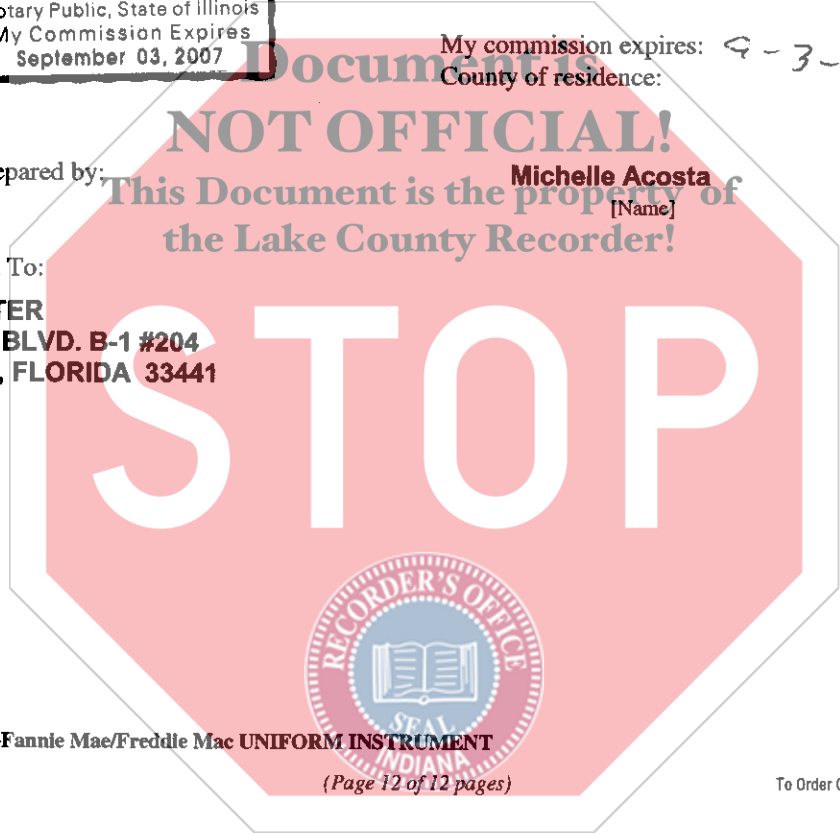 otary Public, State of Illinois
My Commission Expires
September 03, 2007
My commission expires: 9 - 3 -
County of residence:
Document is
NOT OFFICIAL!
This Document is the property of
the Lake County Recorder!
epared by:
Michelle Acosta
[Name]
To:
TER
BLVD. B-1 #204
, FLORIDA 33441
STOP
RECORDER'S OFFICE
SEAL
INDIANA
Fannie Mae/Freddie Mac UNIFORM INSTRUMENT
(Page 12 of 12 pages)
To Order